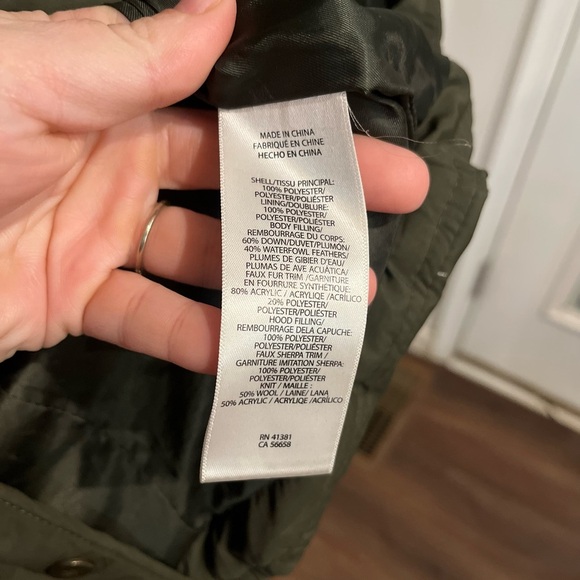 MADE IN CHINA
FABRIQUÉ EN CHINE
HECHO EN CHINA
SHELL/TISSU PRINCIPAL:
100% POLYESTER/
POLYESTER/POLIÉSTER
LINING/DOUBLURE:
100% POLYESTER/
POLYESTER/POLIÉSTER
BODY FILLING/
REMBOURRAGE DU CORPS:
60% DOWN/DUVET/PLUMÓN/
40% WATERFOWL FEATHERS/
PLUMES DE GIBIER D'EAU/
PLUMAS DE AVE ACUÁTICA/
FAUX FUR TRIM /GARNITURE
EN FOURRURE SYNTHÉTIQUE:
80% ACRYLIC / ACRYLIQE /ACRÍLICO
20% POLYESTER/
POLYESTER/POLIÉSTER
HOOD FILLING/
REMBOURRAGE DELA CAPUCHE:
100% POLYESTER/
POLYESTER/POLIÉSTER
FAUX SHERPA TRIM /
GARNITURE IMITATION SHERPA:
100% POLYESTER/
POLYESTER/POLIÉSTER
KNIT / MAILLE :
50% WOOL / LAINE/ LANA
50% ACRYLIC / ACRYLIQE /ACRÍLICO
RN 41381
CA 56658